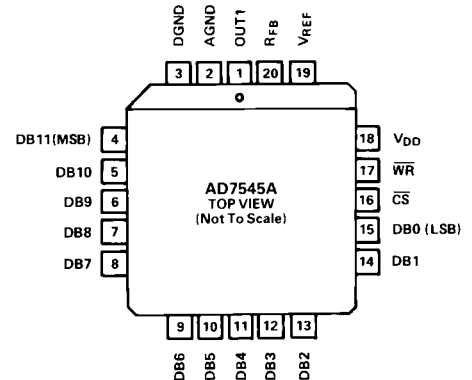 DGND AGND OUT1 RFB VREF
3 2 1 20 19
DB11(MSB) 4
DB10 5
DB9 6
DB8 7
DB7 8
AD7545A
TOP VIEW
(Not To Scale)
18 VDD
17 WR
16 CS
15 DB0 (LSB)
14 DB1
9 10 11 12 13
DB6 DB5 DB4 DB3 DB2